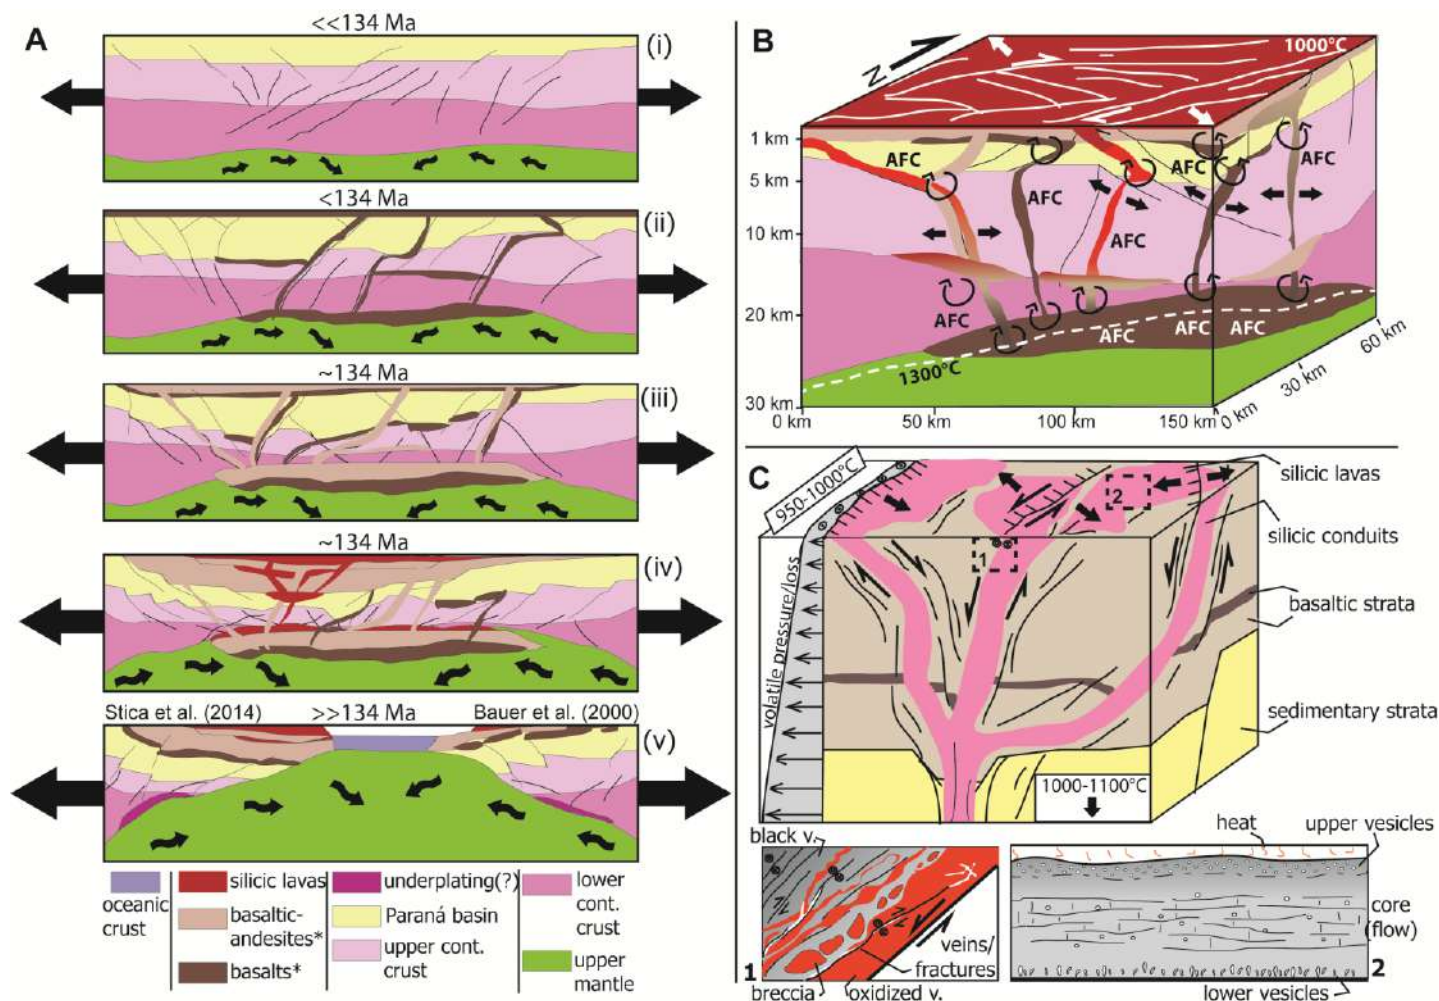 A
<<134 Ma
(i)
<134 Ma
(ii)
~134 Ma
(iii)
~134 Ma
(iv)
Stica et al. (2014)
>>134 Ma
Bauer et al. (2000)
(v)
oceanic
crust
silicic lavas
basaltic-
andesites*
basalts*
underplating(?)
Paraná basin
upper cont.
crust
lower
cont.
crust
upper
mantle
B
N
1000°C
1 km
5 km
10 km
20 km
30 km
AFC
AFC
AFC
AFC
AFC
AFC
AFC
AFC
AFC
1300°C
0 km
50 km
100 km
150 km
0 km
30 km
60 km
C
950-1000°C
volatile pressure/loss
1
2
silicic lavas
silicic conduits
basaltic strata
sedimentary strata
1000-1100°C
black v.
1
breccia
oxidized v.
veins/
fractures
heat
upper vesicles
core
(flow)
2
lower vesicles